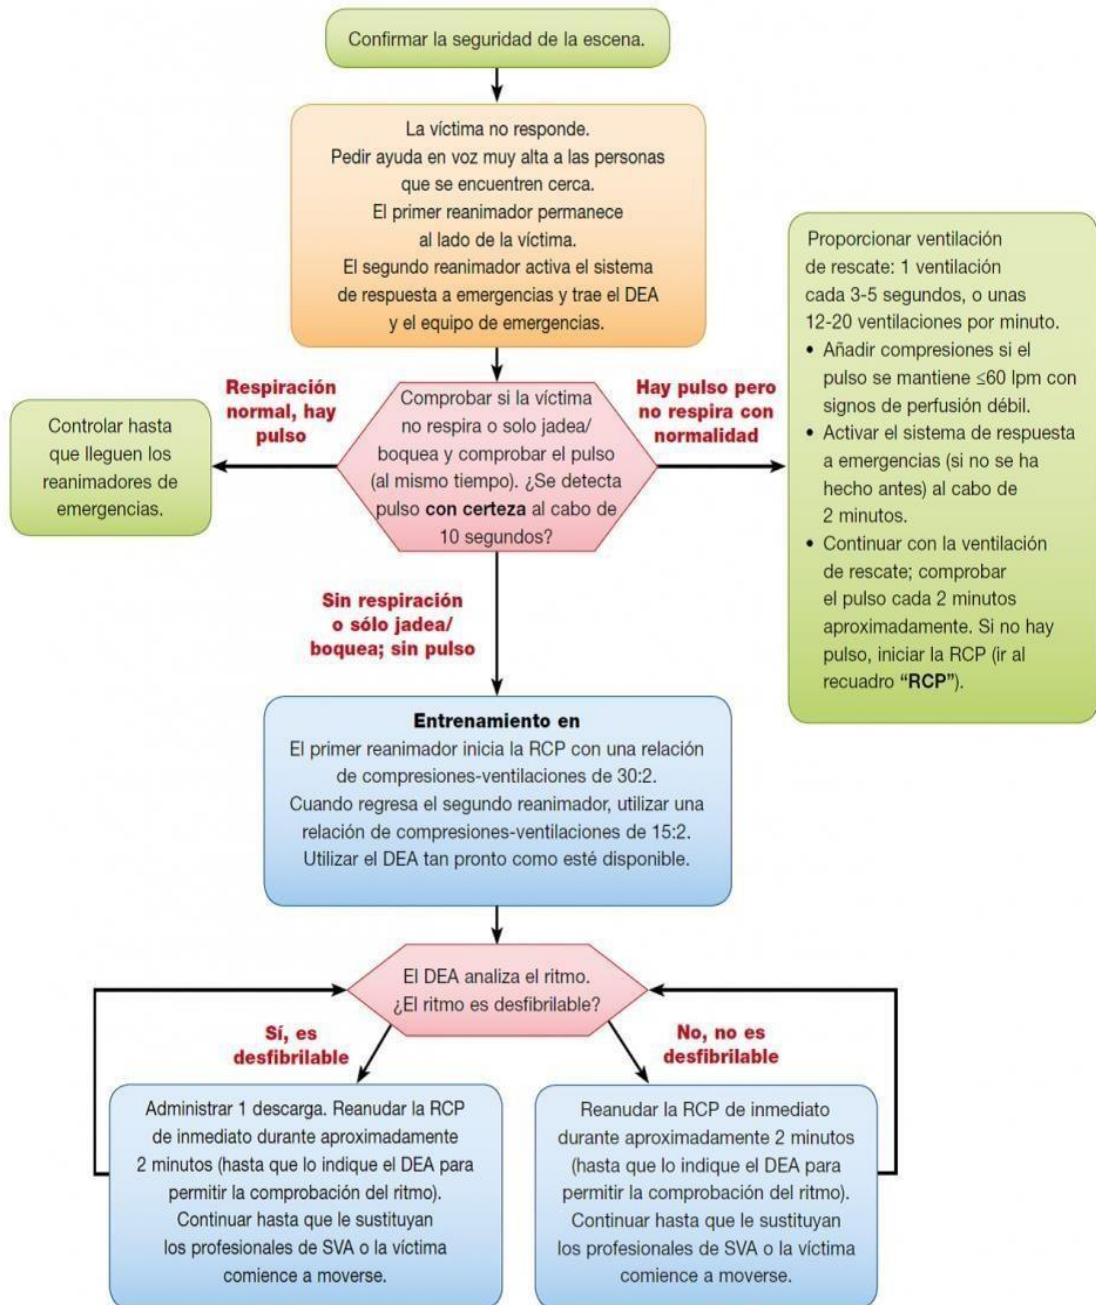 Confirmar la seguridad de la escena.
La víctima no responde.
Pedir ayuda en voz muy alta a las personas
que se encuentren cerca.
El primer reanimador permanece
al lado de la víctima.
El segundo reanimador activa el sistema
de respuesta a emergencias y trae el DEA
y el equipo de emergencias.
Respiración
normal, hay
pulso
Controlar hasta
que lleguen los
reanimadores de
emergencias.
Comprobar si la víctima
no respira o solo jadea/
boquea y comprobar el pulso
(al mismo tiempo). ¿Se detecta
pulso con certeza al cabo de
10 segundos?
Hay pulso pero
no respira con
normalidad
Proporcionar ventilación
de rescate: 1 ventilación
cada 3-5 segundos, o unas
12-20 ventilaciones por minuto.
• Añadir compresiones si el
pulso se mantiene ≤60 lpm con
signos de perfusión débil.
• Activar el sistema de respuesta
a emergencias (si no se ha
hecho antes) al cabo de
2 minutos.
• Continuar con la ventilación
de rescate; comprobar
el pulso cada 2 minutos
aproximadamente. Si no hay
pulso, iniciar la RCP (ir al
recuadro “RCP”).
Sin respiración
o sólo jadea/
boquea; sin pulso
Entrenamiento en
El primer reanimador inicia la RCP con una relación
de compresiones-ventilaciones de 30:2.
Cuando regresa el segundo reanimador, utilizar una
relación de compresiones-ventilaciones de 15:2.
Utilizar el DEA tan pronto como esté disponible.
El DEA analiza el ritmo.
¿El ritmo es desfibrilable?
Sí, es
desfibrilable
No, no es
desfibrilable
Administrar 1 descarga. Reanudar la RCP
de inmediato durante aproximadamente
2 minutos (hasta que lo indique el DEA para
permitir la comprobación del ritmo).
Continuar hasta que le sustituyan
los profesionales de SVA o la víctima
comience a moverse.
Reanudar la RCP de inmediato
durante aproximadamente 2 minutos
(hasta que lo indique el DEA para
permitir la comprobación del ritmo).
Continuar hasta que le sustituyan
los profesionales de SVA o la víctima
comience a moverse.